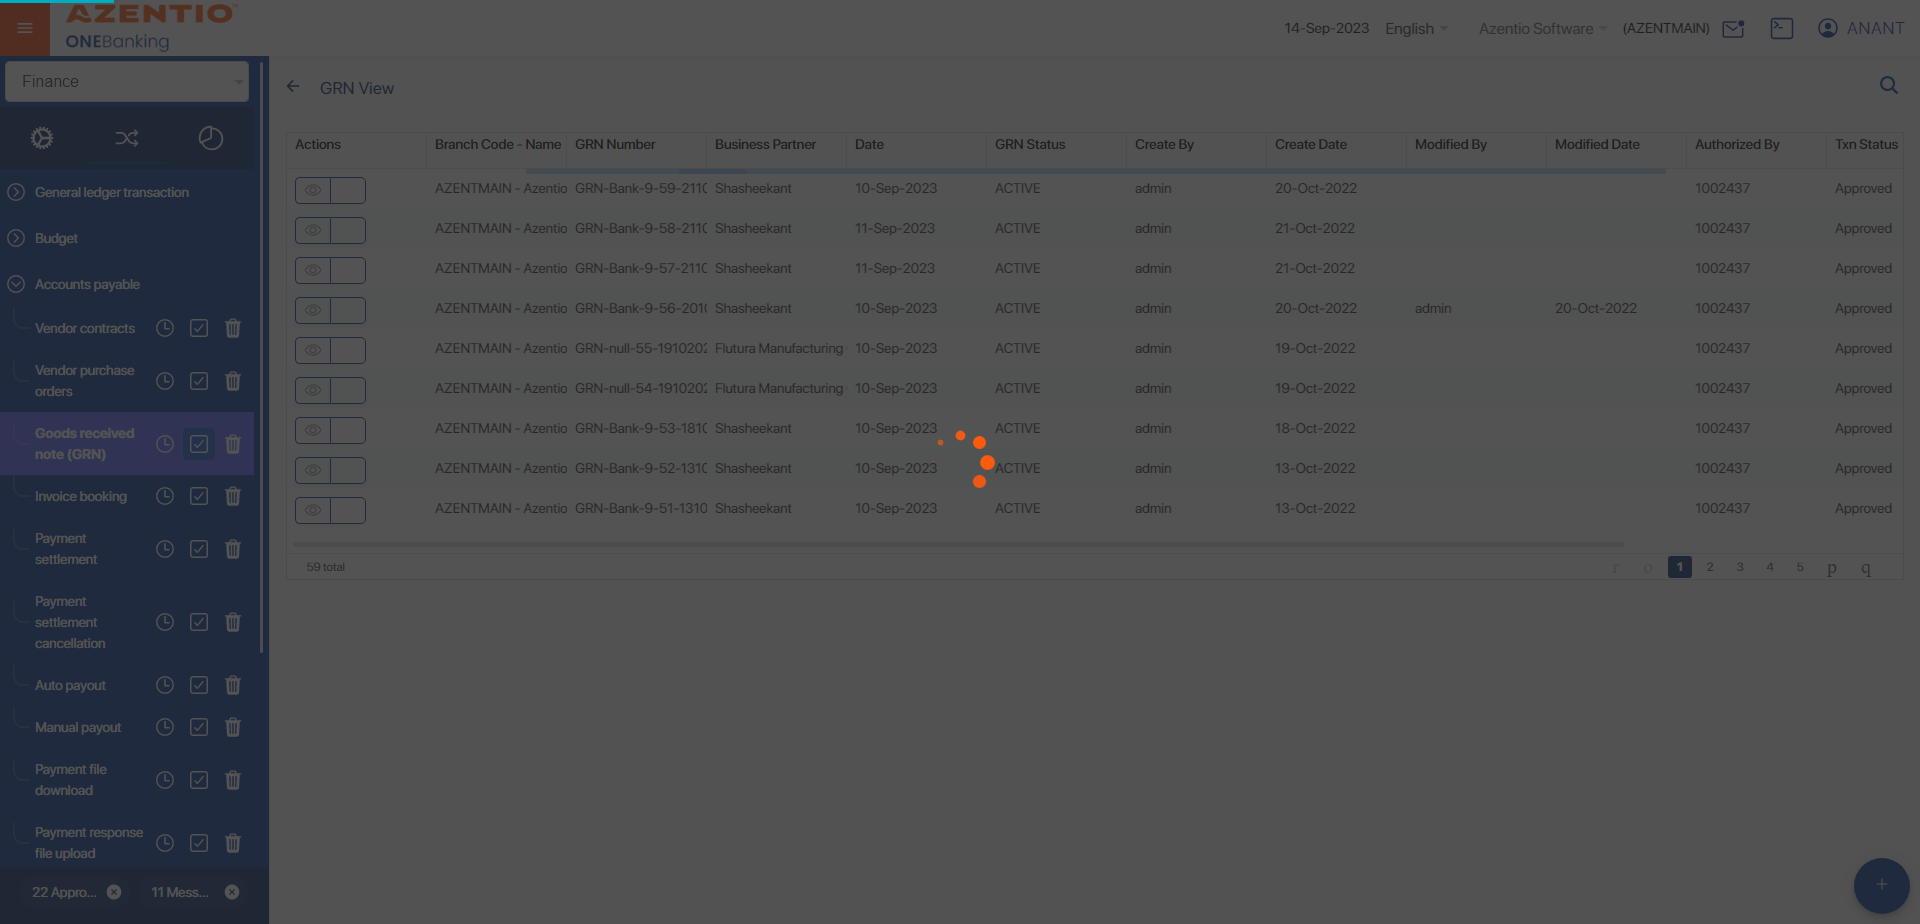 AZENTIO
ONEBanking
14-Sep-2023 English Azentio Software (AZENTMAIN) ANANT
Finance
GRN View
General ledger transaction
Budget
Accounts payable
Vendor contracts
Vendor purchase
orders
Goods received
note (GRN)
Invoice booking
Payment
settlement
Payment
settlement
cancellation
Auto payout
Manual payout
Payment file
download
Payment response
file upload
22 Appro... 11 Mess...
Actions Branch Code - Name GRN Number Business Partner Date GRN Status Create By Create Date Modified By Modified Date Authorized By Txn Status
AZENTMAIN - Azentio GRN-Bank-9-59-211 Shasheekant 10-Sep-2023 ACTIVE admin 20-Oct-2022 1002437 Approved
AZENTMAIN - Azentio GRN-Bank-9-58-211 Shasheekant 11-Sep-2023 ACTIVE admin 21-Oct-2022 1002437 Approved
AZENTMAIN - Azentio GRN-Bank-9-57-211 Shasheekant 11-Sep-2023 ACTIVE admin 21-Oct-2022 1002437 Approved
AZENTMAIN - Azentio GRN-Bank-9-56-201 Shasheekant 10-Sep-2023 ACTIVE admin 20-Oct-2022 admin 20-Oct-2022 1002437 Approved
AZENTMAIN - Azentio GRN-null-55-191020 Flutura Manufacturing 10-Sep-2023 ACTIVE admin 19-Oct-2022 1002437 Approved
AZENTMAIN - Azentio GRN-null-54-191020 Flutura Manufacturing 10-Sep-2023 ACTIVE admin 19-Oct-2022 1002437 Approved
AZENTMAIN - Azentio GRN-Bank-9-53-181 Shasheekant 10-Sep-2023 ACTIVE admin 18-Oct-2022 1002437 Approved
AZENTMAIN - Azentio GRN-Bank-9-52-131 Shasheekant 10-Sep-2023 ACTIVE admin 13-Oct-2022 1002437 Approved
AZENTMAIN - Azentio GRN-Bank-9-51-131 Shasheekant 10-Sep-2023 ACTIVE admin 13-Oct-2022 1002437 Approved
59 total r o 1 2 3 4 5 p q